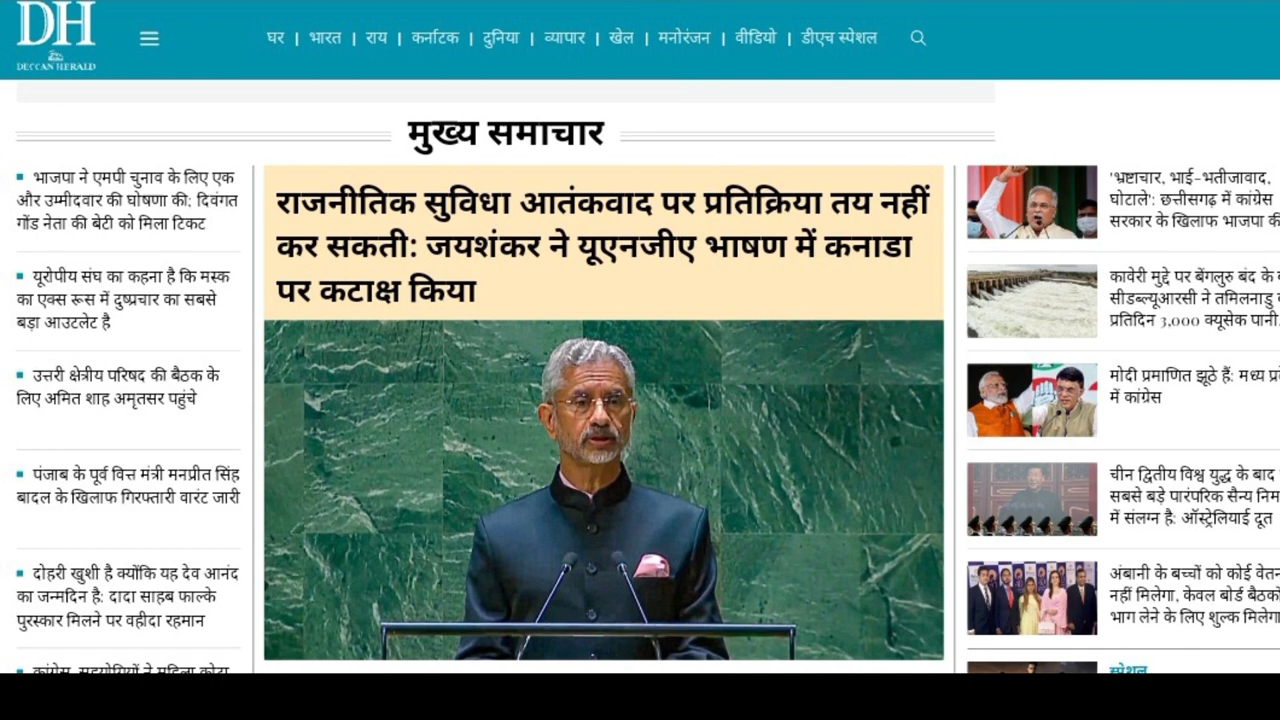 DH
DECCAN HERALD
घर | भारत | राय | कर्नाटक | दुनिया | व्यापार | खेल | मनोरंजन | वीडियो | डीएच स्पेशल
मुख्य समाचार
भाजपा ने एमपी चुनाव के लिए एक
और उम्मीदवार की घोषणा की: दिवंगत
गोंड नेता की बेटी को मिला टिकट
यूरोपीय संघ का कहना है कि मस्क
का एक्स रूस में दुष्प्रचार का सबसे
बड़ा आउटलेट है
उत्तरी क्षेत्रीय परिषद की बैठक के
लिए अमित शाह अमृतसर पहुंचे
पंजाब के पूर्व वित्त मंत्री मनप्रीत सिंह
बादल के खिलाफ गिरफ्तारी वारंट जारी
दोहरी खुशी है क्योंकि यह देव आनंद
का जन्मदिन है: दादा साहब फाल्के
पुरस्कार मिलने पर वहीदा रहमान
राजनीतिक सुविधा आतंकवाद पर प्रतिक्रिया तय नहीं
कर सकती: जयशंकर ने यूएनजीए भाषण में कनाडा
पर कटाक्ष किया
'भ्रष्टाचार, भाई-भतीजावाद,
घोटाले': छत्तीसगढ़ में कांग्रेस
सरकार के खिलाफ भाजपा
कावेरी मुद्दे पर बेंगलुरु बंद के
सीडब्ल्यूआरसी ने तमिलनाडु
प्रतिदिन 3,000 क्यूसेक पानी
मोदी प्रमाणित झूठे हैं: मध्य
में कांग्रेस
चीन द्वितीय विश्व युद्ध के बाद
सबसे बड़े पारंपरिक सैन्य
में संलग्न है: ऑस्ट्रेलियाई दूत
अंबानी के बच्चों को कोई
नहीं मिलेगा, केवल बोर्ड
भाग लेने के लिए शुल्क